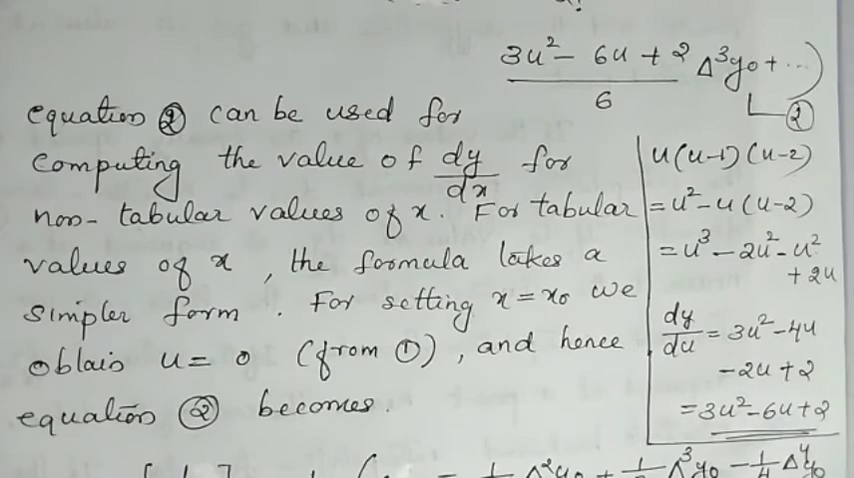 3u² - 6u + 2 Δ³y₀ + ...)
6
②
equation ② can be used for
computing the value of dy/dx for
non-tabular values of x. For tabular
values of x, the formula takes a
simpler form. For setting x = x₀ we
obtain u = 0 (from ①), and hence
equation ② becomes.
u(u-1)(u-2)
= u² - u(u-2)
= u³ - 2u² - u²
+ 2u
dy/du = 3u² - 4u
- 2u + 2
= 3u² - 6u + 2
Δ²y₀ + Δ³y₀ - 1/4 Δ⁴y₀